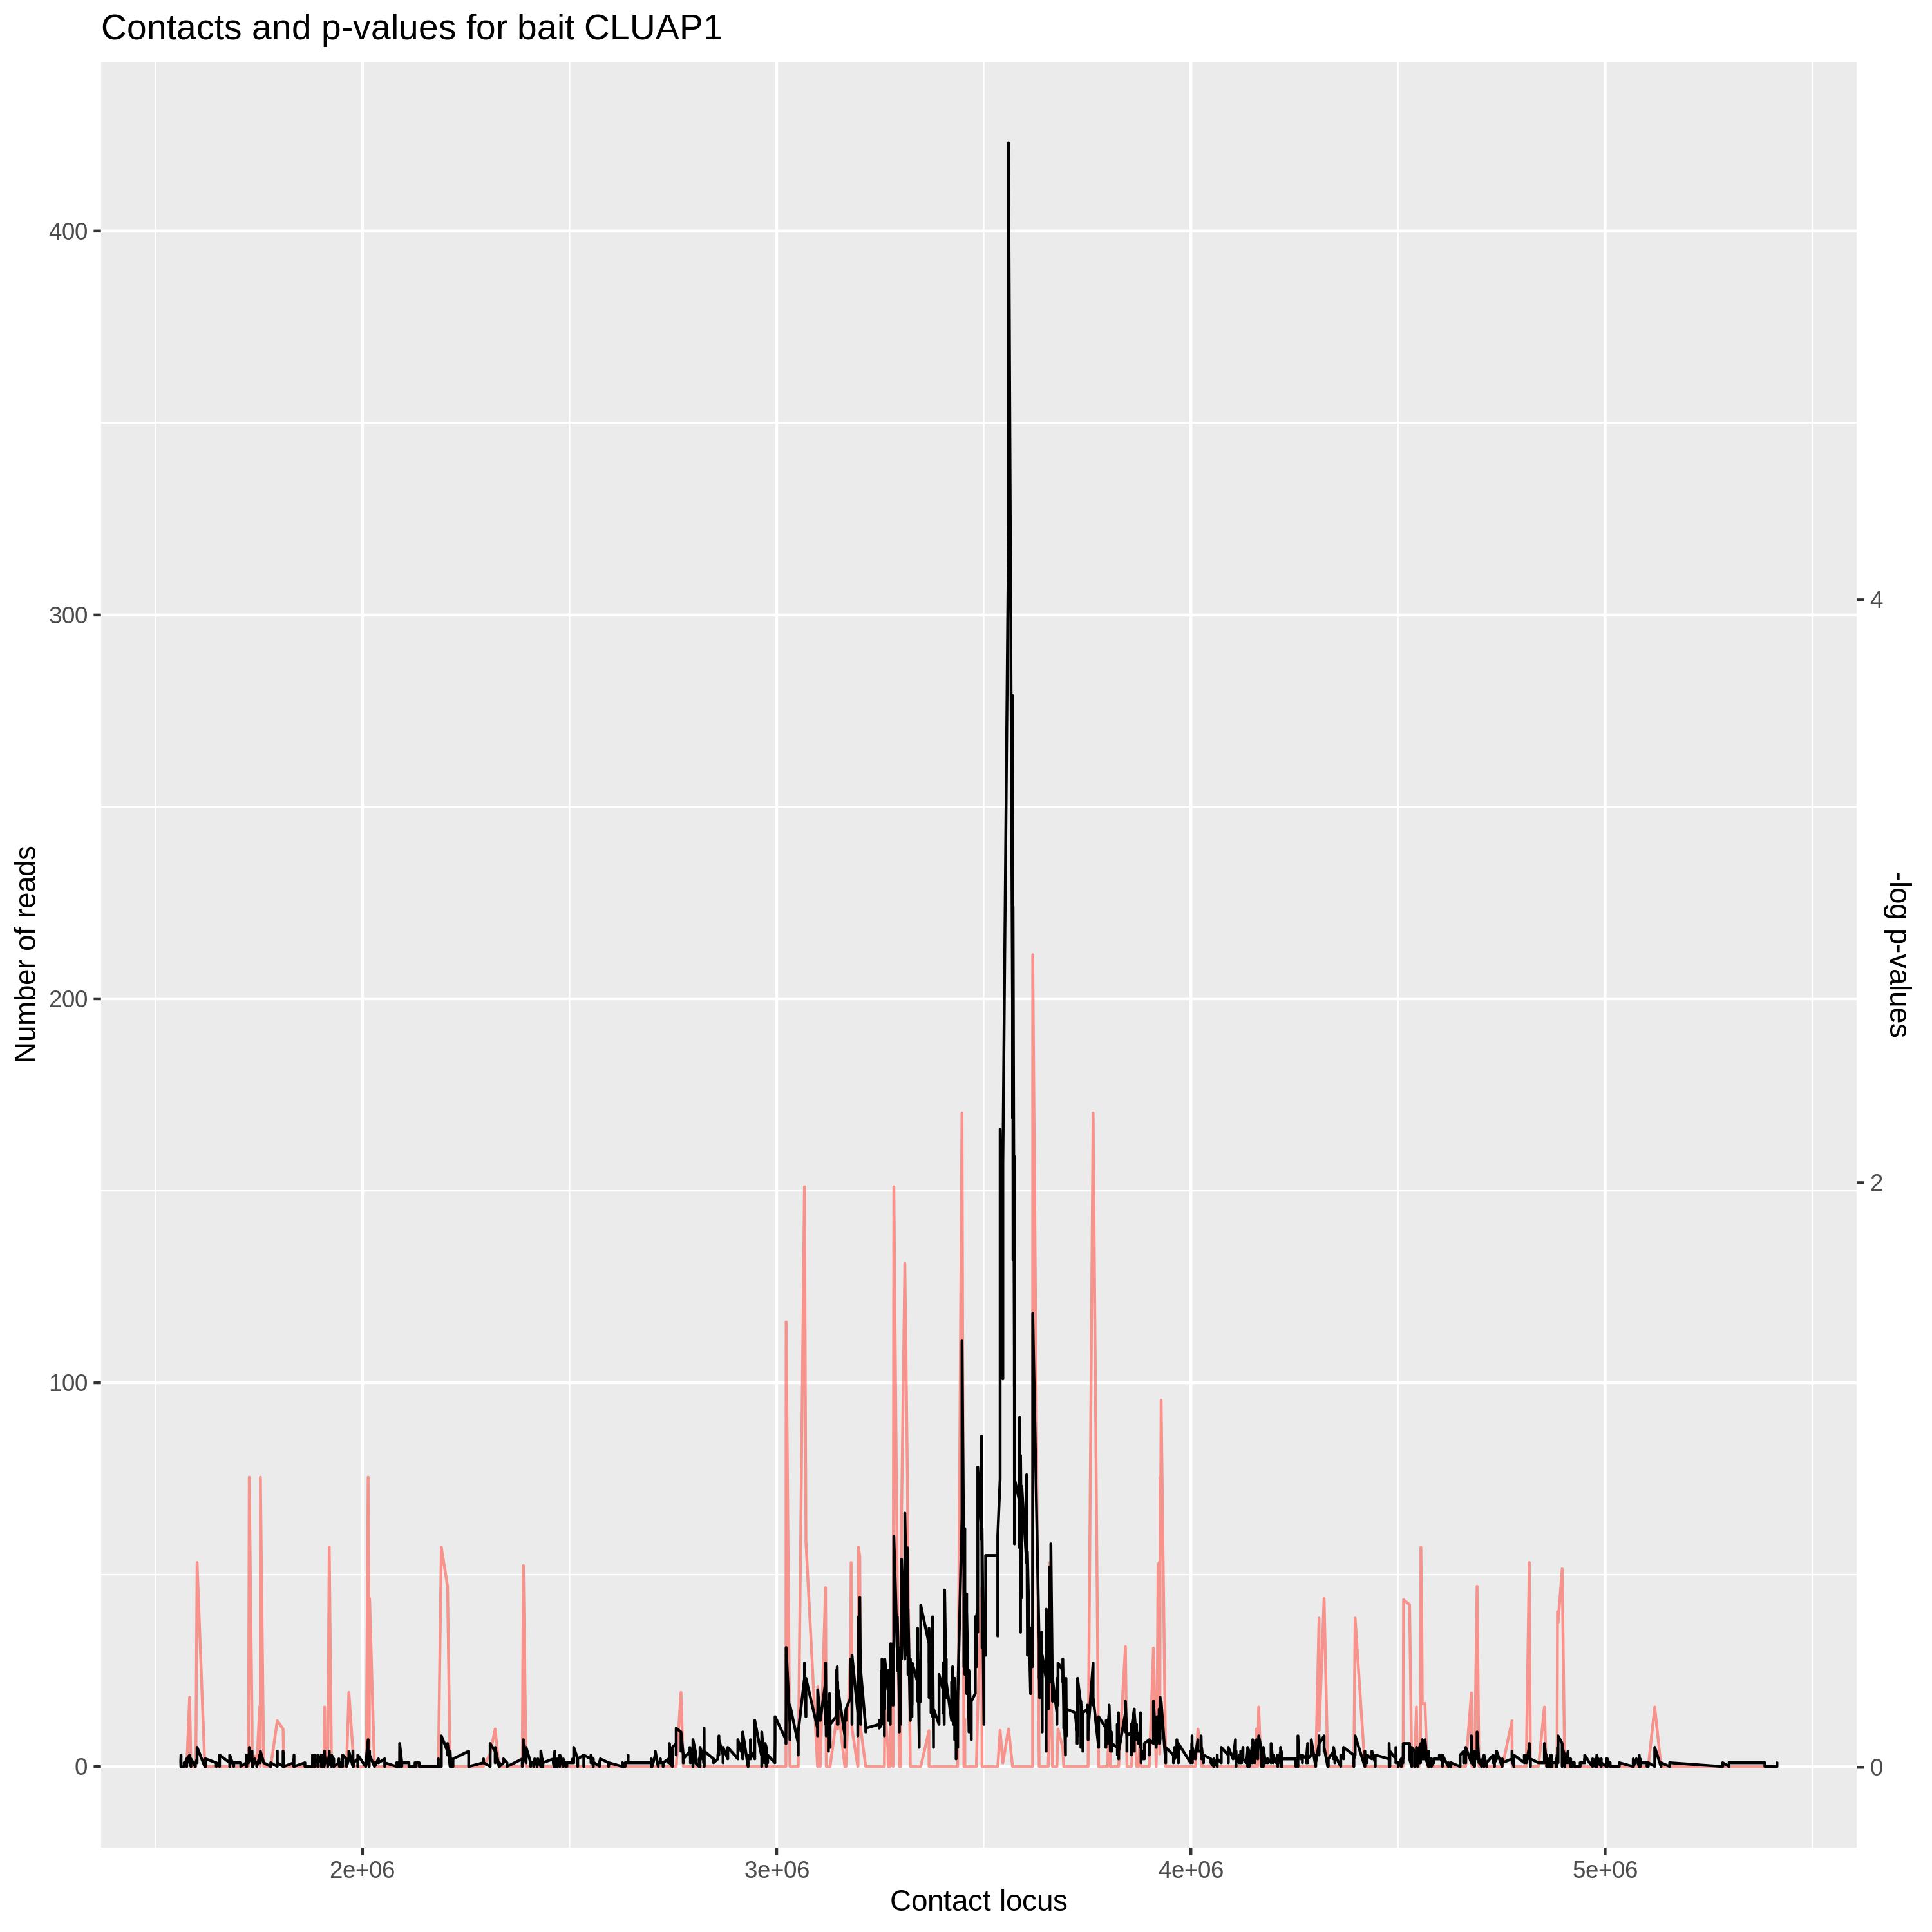 Contacts and p-values for bait CLUAP1
Number of reads
400
300
200
100
0
4
2
0
-log p-values
2e+06
3e+06
4e+06
5e+06
Contact locus